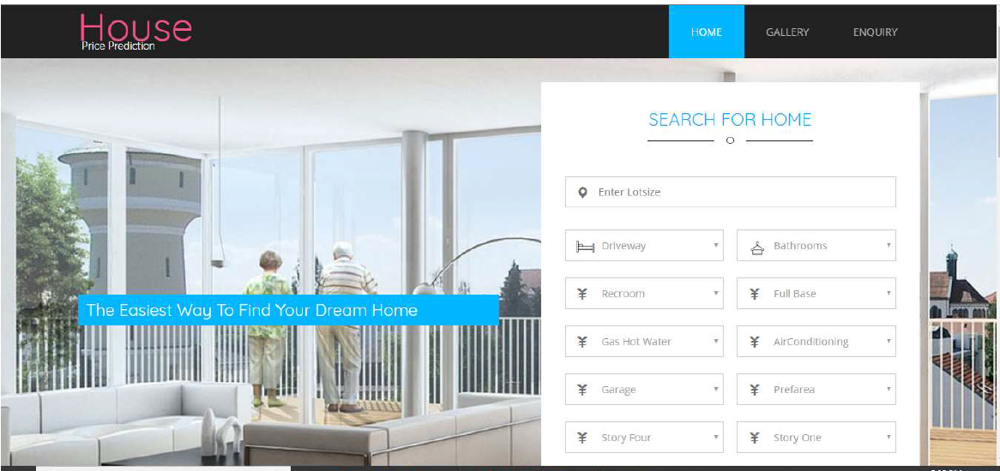 House
Price Prediction
HOME GALLERY ENQUIRY
SEARCH FOR HOME
Enter Lotsize
Driveway Bathrooms
Recroom Full Base
The Easiest Way To Find Your Dream Home
Gas Hot Water AirConditioning
Garage Prefarea
Story Four Story One